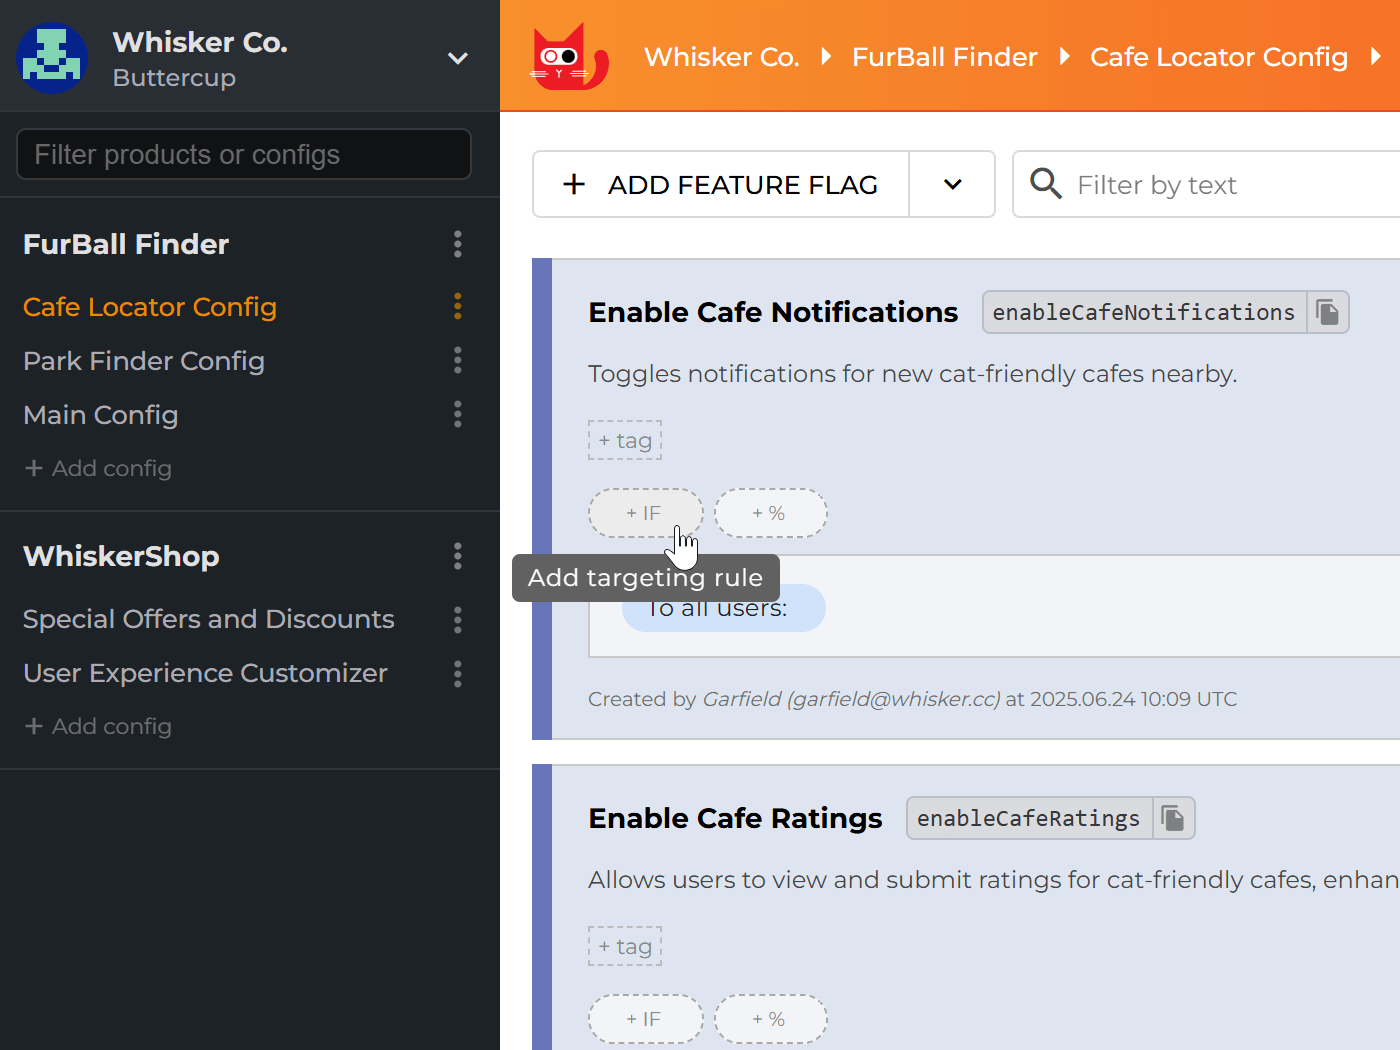 Whisker Co.
Buttercup
Filter products or configs
FurBall Finder
Cafe Locator Config
Park Finder Config
Main Config
+ Add config
WhiskerShop
Special Offers and Discounts
User Experience Customizer
+ Add config
Whisker Co. FurBall Finder Cafe Locator Config
+ ADD FEATURE FLAG
Filter by text
Enable Cafe Notifications enableCafeNotifications
Toggles notifications for new cat-friendly cafes nearby.
+ tag
+ IF + %
Add targeting rule
To all users:
Created by Garfield (garfield@whisker.cc) at 2025.06.24 10:09 UTC
Enable Cafe Ratings enableCafeRatings
Allows users to view and submit ratings for cat-friendly cafes, enhan
+ tag
+ IF + %